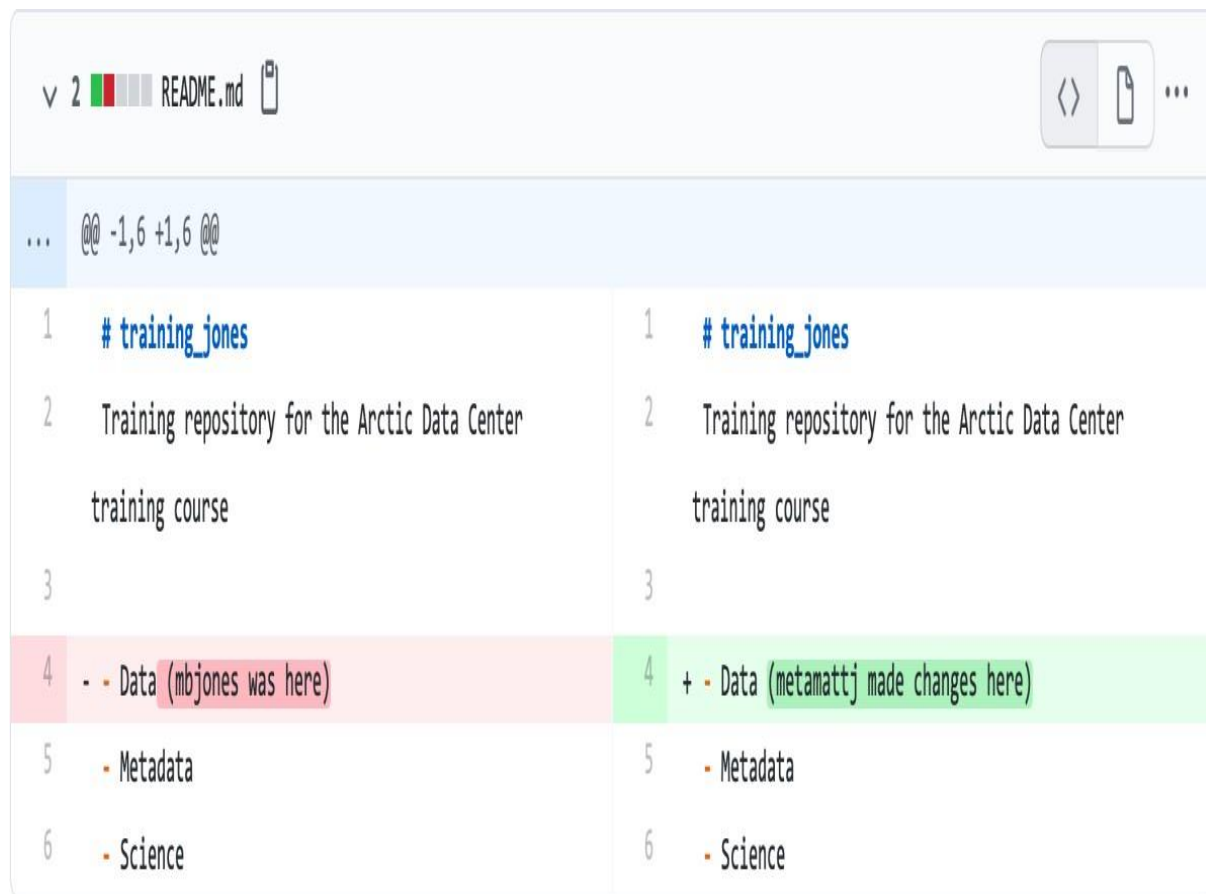 2 README.md
... @@ -1,6 +1,6 @@
1 # training_jones
2 Training repository for the Arctic Data Center
training course
3
4 - - Data (mbjones was here)
5 - Metadata
6 - Science
1 # training_jones
2 Training repository for the Arctic Data Center
training course
3
4 + - Data (metamattj made changes here)
5 - Metadata
6 - Science